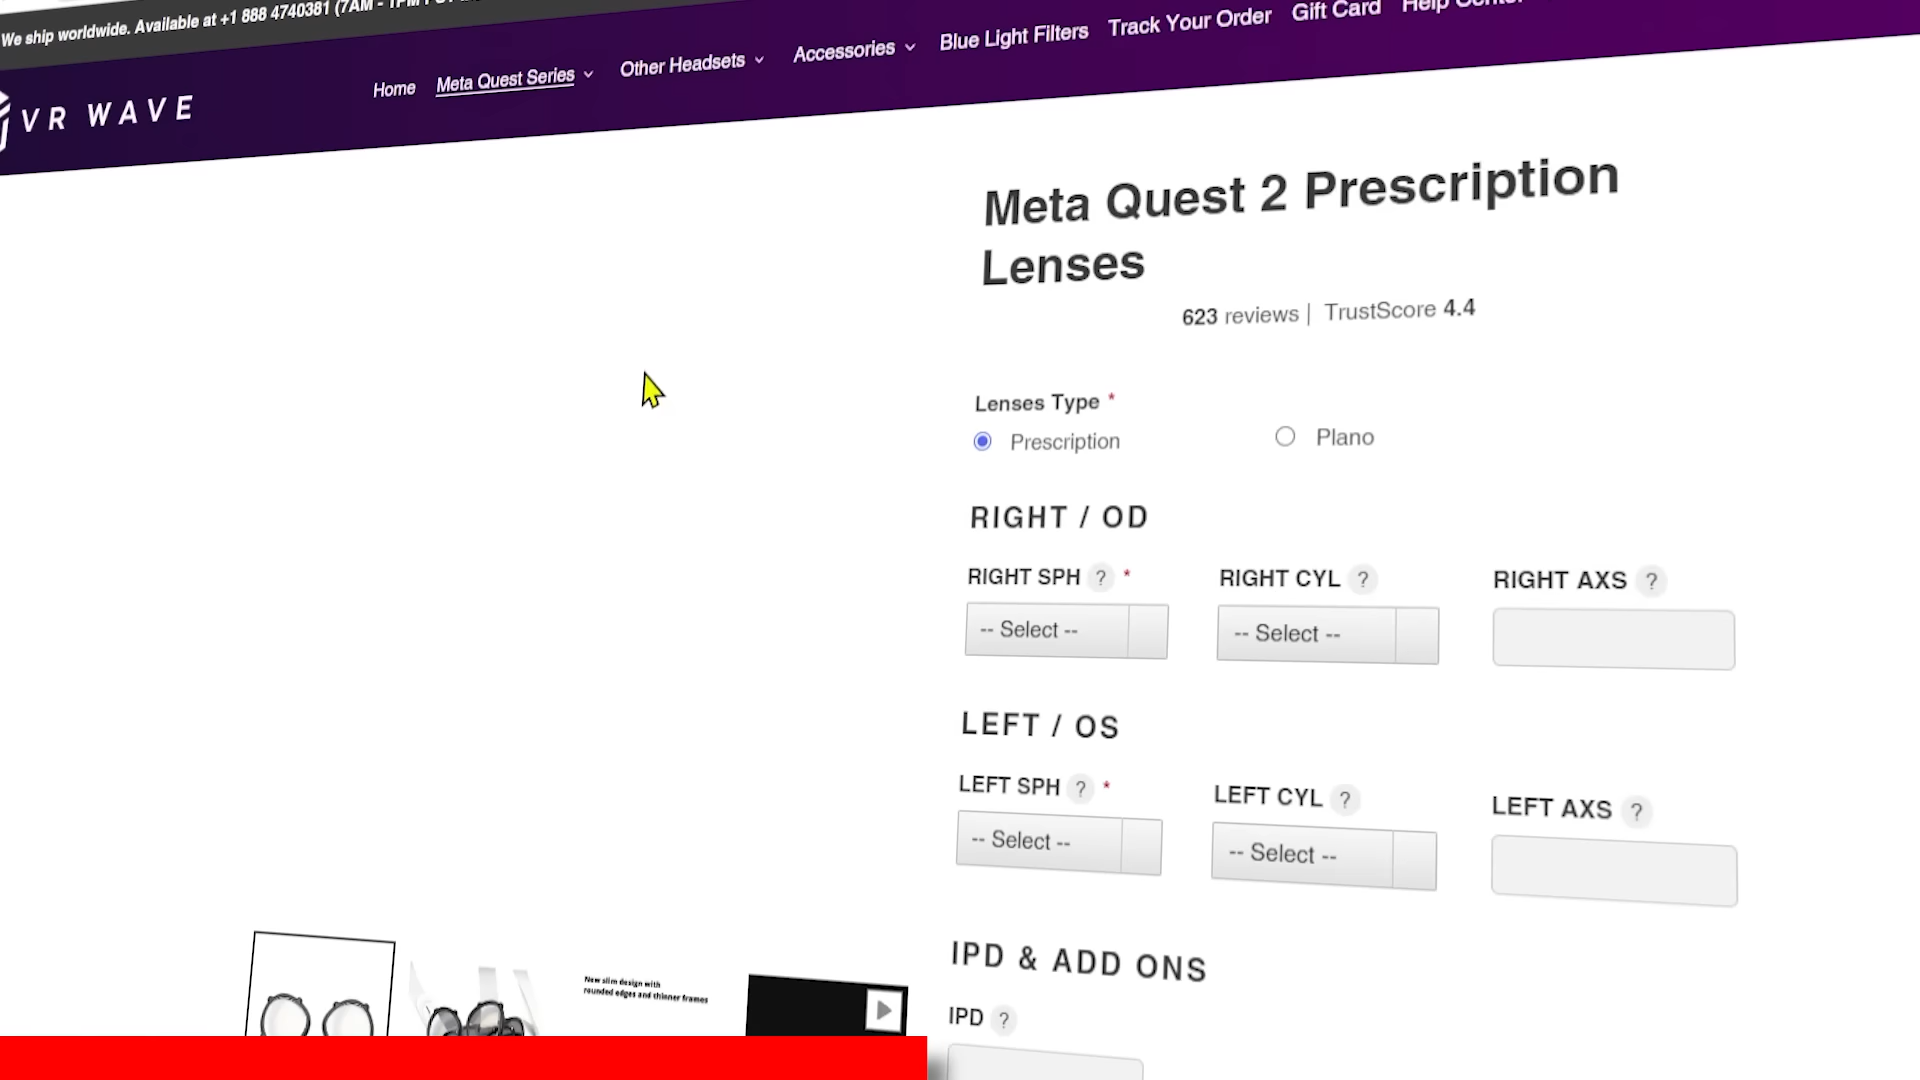 We ship worldwide. Available at +1 888 4740381 (7AM - 1PM
VR WAVE
Home
Meta Quest Series
Other Headsets
Accessories
Blue Light Filters
Track Your Order
Gift Card
Help
Meta Quest 2 Prescription
Lenses
623 reviews | TrustScore 4.4
Lenses Type *
Prescription
Plano
RIGHT / OD
RIGHT SPH ? *
RIGHT CYL ?
RIGHT AXS ?
-- Select --
-- Select --
LEFT / OS
LEFT SPH ? *
LEFT CYL ?
LEFT AXS ?
-- Select --
-- Select --
IPD & ADD ONS
New slim design with
rounded edges and thinner frames
IPD ?